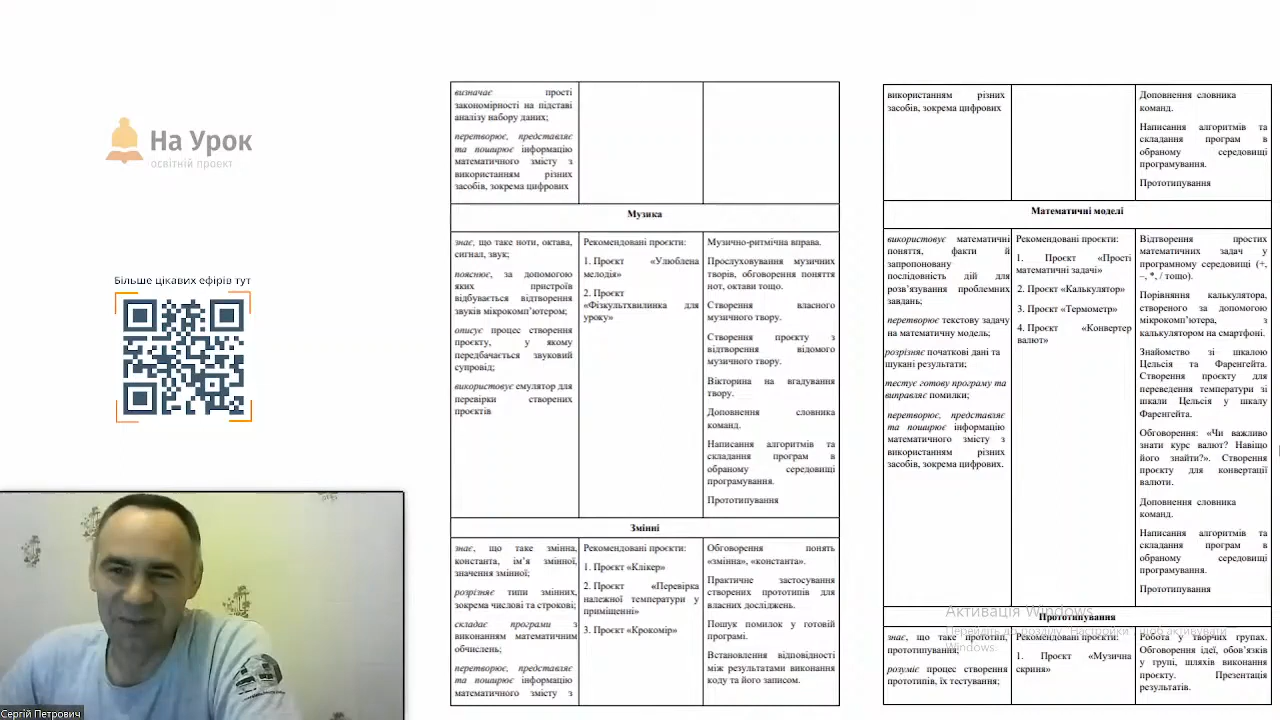 На Урок
освітній проект
Більше цікавих ефірів тут
Сергій Петрович
визначає прості
закономірності на підставі
аналізу набору даних;
перетворює, представляє
та поширює інформацію
математичного змісту з
використанням різних
засобів, зокрема цифрових
Музика
знає, що таке ноти, октава,
сигнал, звук;
пояснює, за допомогою
яких пристроїв
відбувається відтворення
звуків мікрокомп’ютером;
описує процес створення
проєкту, у якому
передбачається звуковий
супровід;
використовує емулятор для
перевірки створених
проєктів
Рекомендовані проєкти:
1. Проєкт «Улюблена
мелодія»
2. Проєкт
«Фізкультхвилинка для
уроку»
Музично-ритмічна вправа.
Прослуховування музичних
творів, обговорення поняття
нот, октави тощо.
Створення власного
музичного твору.
Створення проєкту з
відтворення відомого
музичного твору.
Вікторина на вгадування
твору.
Доповнення словника
команд.
Написання алгоритмів та
складання програм в
обраному середовищі
програмування.
Прототипування
Змінні
знає, що таке змінна,
константа, ім’я змінної,
значення змінної;
розрізняє типи змінних,
зокрема числові та строкові;
складає програми з
виконанням математичним
обчислень;
перетворює, представляє
та поширює інформацію
математичного змісту з
Рекомендовані проєкти:
1. Проєкт «Клікер»
2. Проєкт «Перевірка
належної температури у
приміщенні»
3. Проєкт «Крокомір»
Обговорення понять
«змінна», «константа».
Практичне застосування
створених прототипів для
власних досліджень.
Пошук помилок у готовій
програмі.
Встановлення відповідності
між результатами виконання
коду та його записом.
використанням різних
засобів, зокрема цифрових
Доповнення словника
команд.
Написання алгоритмів та
складання програм в
обраному середовищі
програмування.
Прототипування
Математичні моделі
використовує математичні
поняття, факти й
запропоновану
послідовність дій для
розв’язування проблемних
завдань;
перетворює текстову задачу
на математичну модель;
розрізняє початкові дані та
шукані результати;
тестує готову програму та
виправляє помилки;
перетворює, представляє
та поширює інформацію
математичного змісту з
використанням різних
засобів, зокрема цифрових.
Рекомендовані проєкти:
1. Проєкт «Прості
математичні задачі»
2. Проєкт «Калькулятор»
3. Проєкт «Термометр»
4. Проєкт «Конвертер
валют»
Відтворення простих
математичних задач у
програмному середовищі (+,
–, *, / тощо).
Порівняння калькулятора,
створеного за допомогою
мікрокомп’ютера, з
калькулятором на смартфоні.
Знайомство зі шкалою
Цельсія та Фаренгейта.
Створення проєкту для
переведення температури зі
шкали Цельсія у шкалу
Фаренгейта.
Обговорення: «Чи важливо
знати курс валют? Навіщо
його знайти?». Створення
проєкту для конвертації
валюти.
Доповнення словника
команд.
Написання алгоритмів та
складання програм в
обраному середовищі
програмування.
Прототипування
Прототипування
знає, що таке прототип,
прототипування;
розуміє процес створення
прототипів, їх тестування;
Рекомендовані проєкти:
1. Проєкт «Музична
скриня»
Робота у творчих групах.
Обговорення ідеї, обов’язків
у групі, шляхів виконання
проєкту. Презентація
результатів.
Активація Windows
Перейдіть до розділу "Настройки", щоб активувати
Windows.